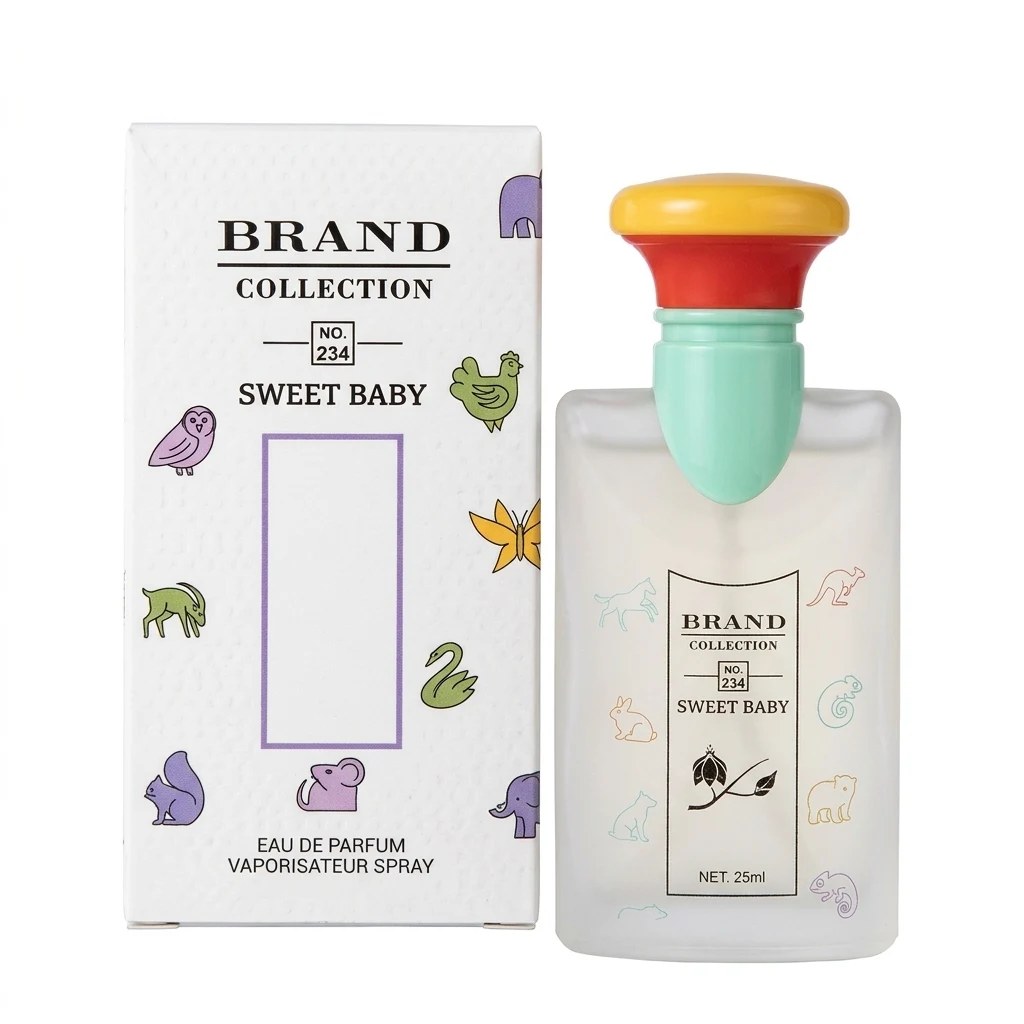 BRAND
COLLECTION
NO.
234
SWEET BABY
EAU DE PARFUM
VAPORISATEUR SPRAY
BRAND
COLLECTION
NO.
234
SWEET BABY
NET. 25ml